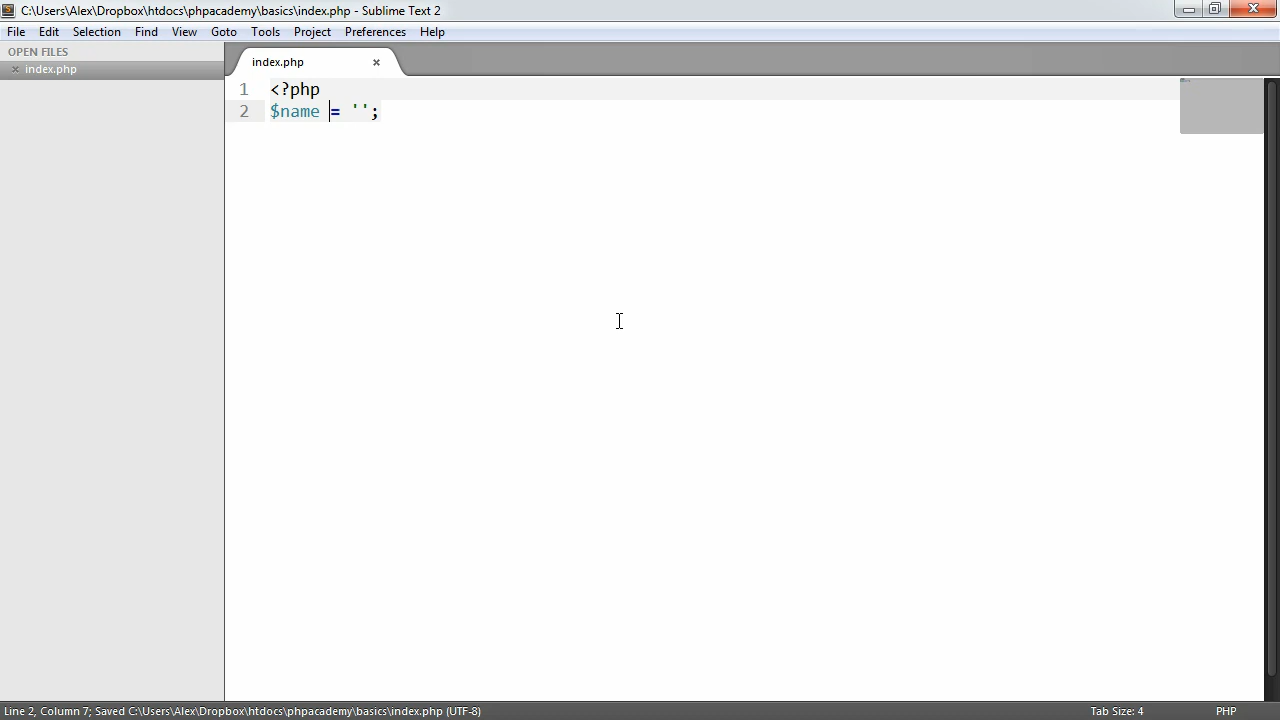 C:\Users\Alex\Dropbox\htdocs\phpacademy\basics\index.php - Sublime Text 2
File Edit Selection Find View Goto Tools Project Preferences Help
OPEN FILES
index.php
index.php
1 <?php
2 $name = '';
Line 2, Column 7; Saved C:\Users\Alex\Dropbox\htdocs\phpacademy\basics\index.php (UTF-8) Tab Size: 4 PHP